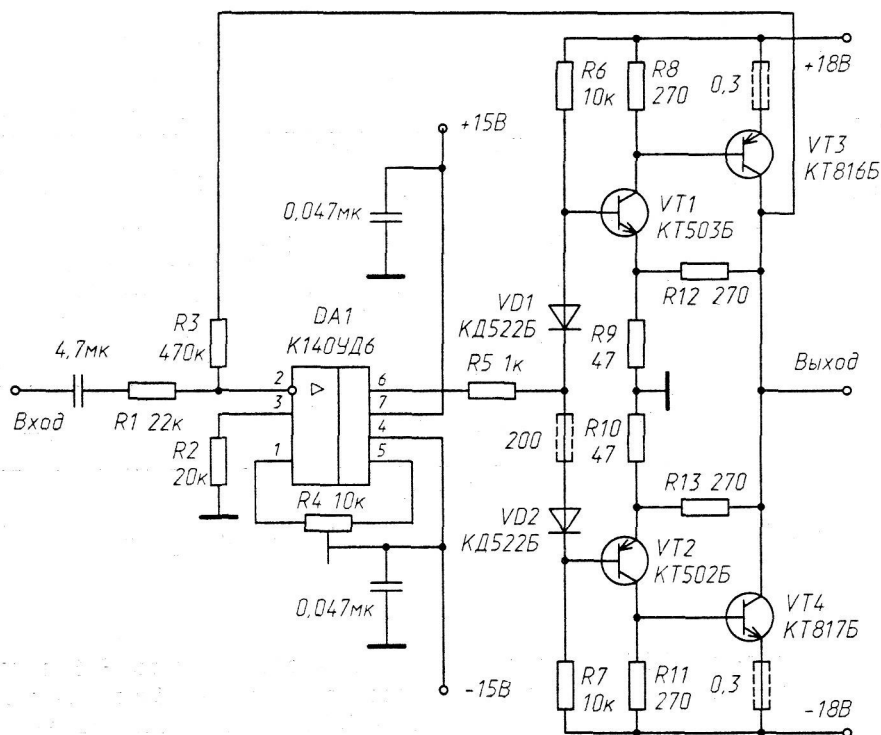 R6
10к
R8
270
0,3
+18В
+15В
VT3
КТ816Б
0,047мк
VT1
КТ503Б
R12 270
VD1
КД522Б
R3
470к
DA1
К140УД6
R9
47
4,7мк
R5 1к
Выход
2
6
3
7
4
1
5
Вход
R1 22к
200
R10
47
R2
20к
R4 10к
R13 270
VD2
КД522Б
VT2
КТ502Б
0,047мк
VT4
КТ817Б
R7
10к
R11
270
0,3
-15В
-18В